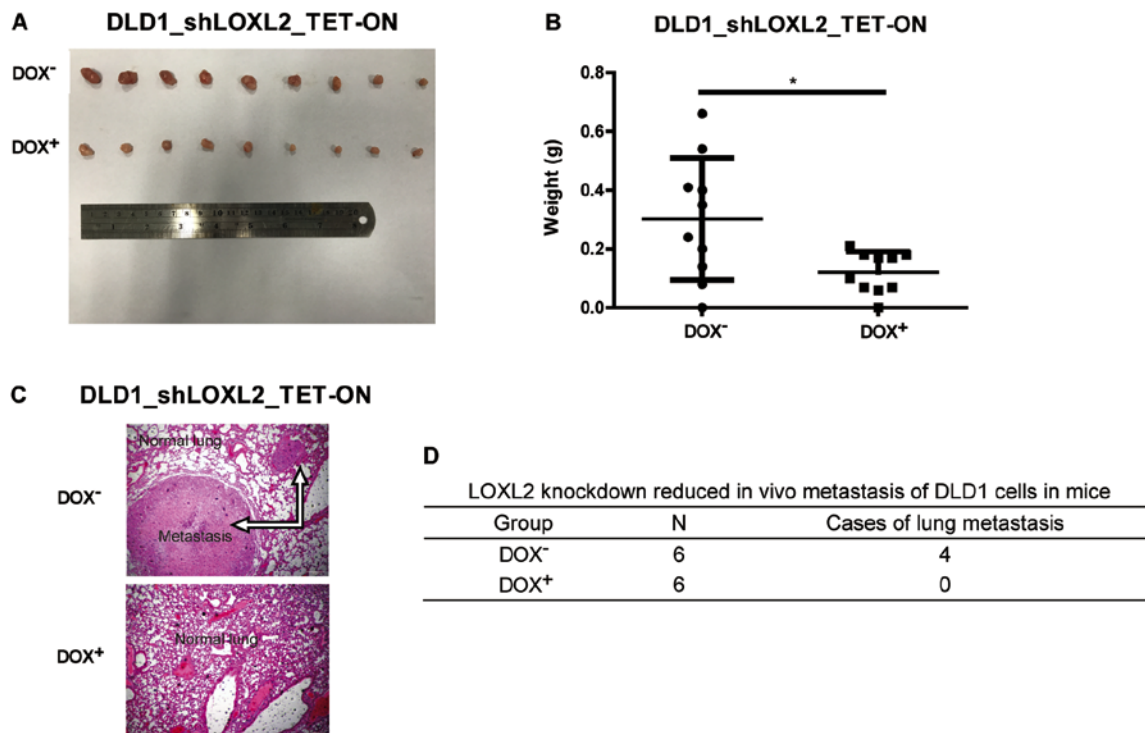 A
DLD1_shLOXL2_TET-ON
DOX-
DOX+
B
DLD1_shLOXL2_TET-ON
*
0.8
0.6
0.4
0.2
0.0
Weight (g)
DOX-
DOX+
C
DLD1_shLOXL2_TET-ON
DOX-
Normal lung
Metastasis
DOX+
Normal lung
D
LOXL2 knockdown reduced in vivo metastasis of DLD1 cells in mice
Group N Cases of lung metastasis
DOX- 6 4
DOX+ 6 0